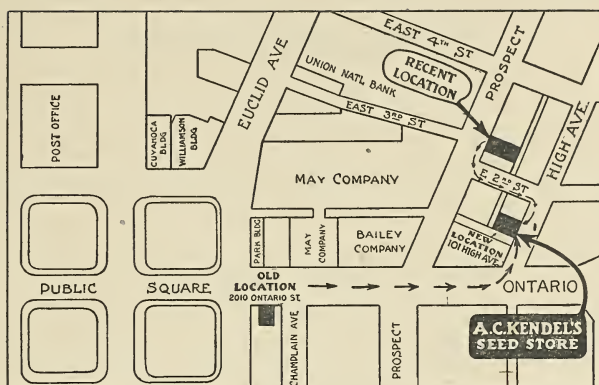 EAST 4TH ST
PROSPECT
EUCLID AVE
UNION NATL BANK
RECENT
LOCATION
EAST 3RD ST
HIGH AVE.
POST OFFICE
CUYAHOGA
BLDG
WILLIAMSON
BLDG
MAY COMPANY
E 2ND ST
PARK BLDG
MAY
COMPANY
BAILEY
COMPANY
NEW
LOCATION
101 HIGH AVE.
PUBLIC SQUARE
OLD
LOCATION
2010 ONTARIO ST.
ONTARIO
CHAMPLAIN AVE
PROSPECT
A.C. KENDEL'S
SEED STORE